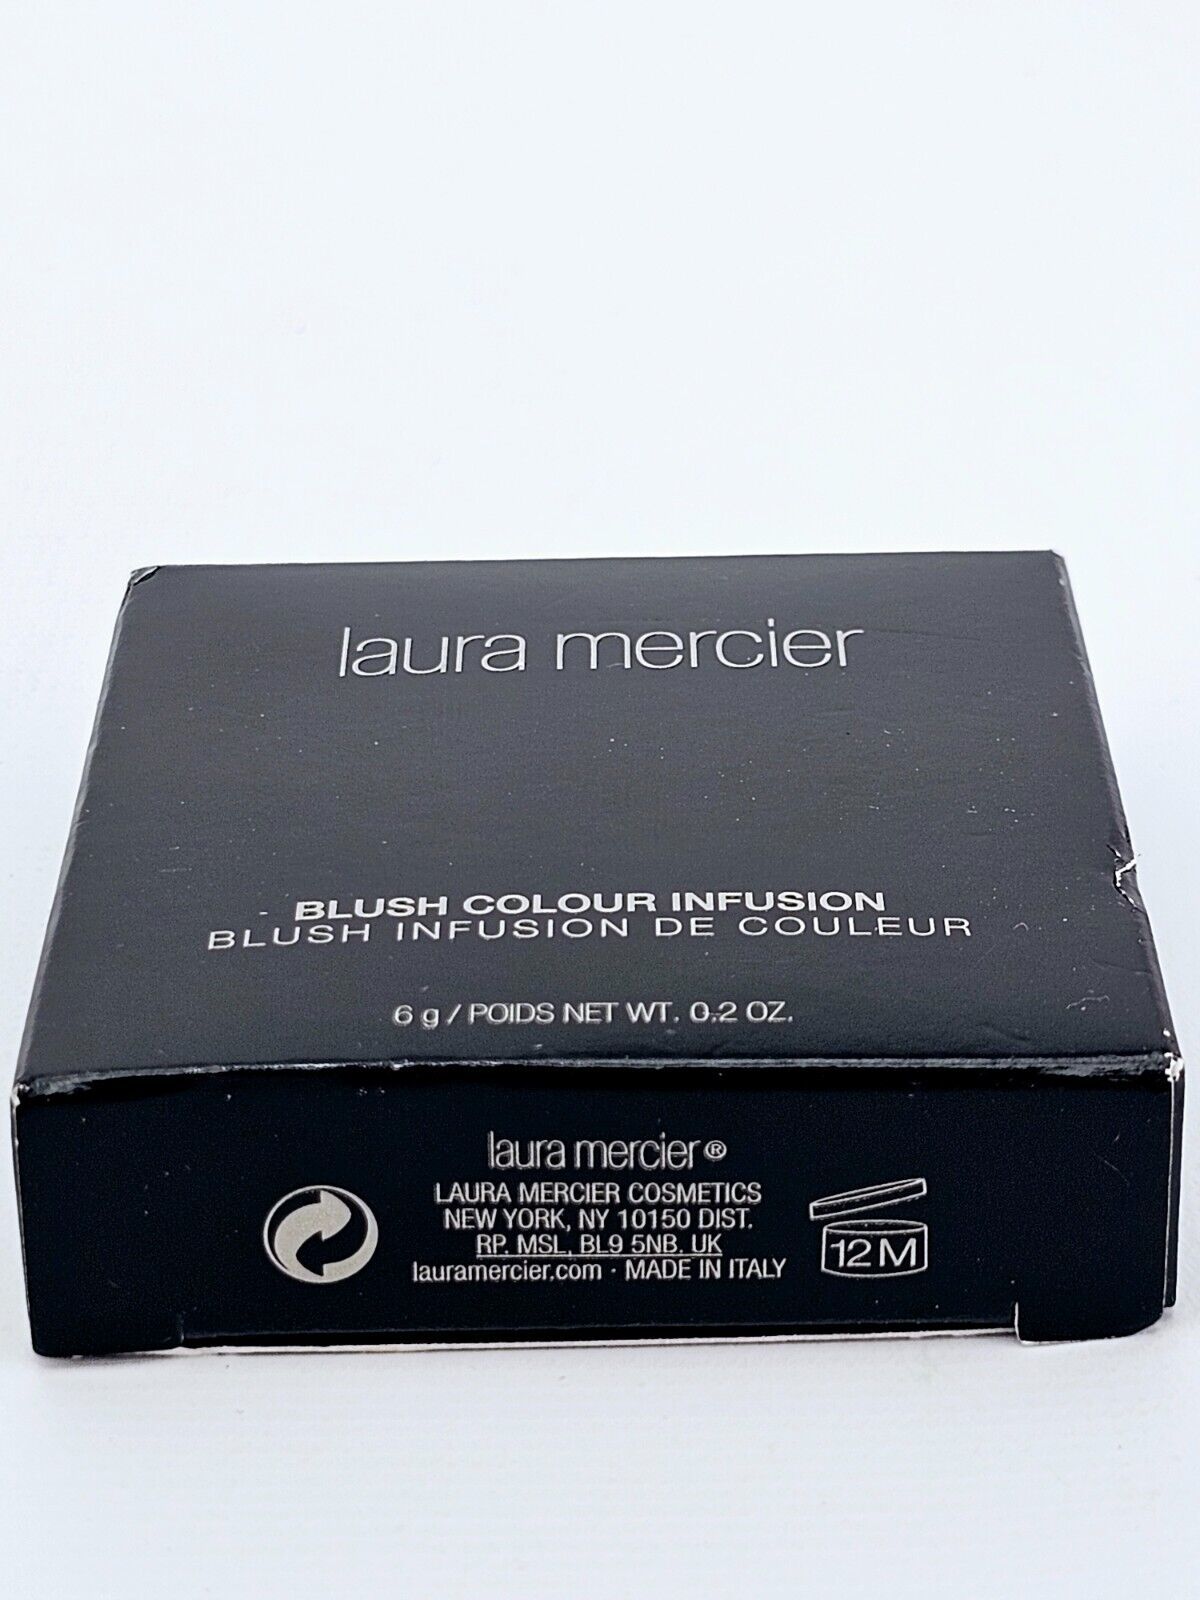 laura mercier
BLUSH COLOUR INFUSION
BLUSH INFUSION DE COULEUR
6 g / POIDS NET WT. 0.2 OZ.
laura mercier®
LAURA MERCIER COSMETICS
NEW YORK, NY 10150 DIST.
RP. MSL, BL9 5NB. UK
lauramercier.com · MADE IN ITALY
12 M